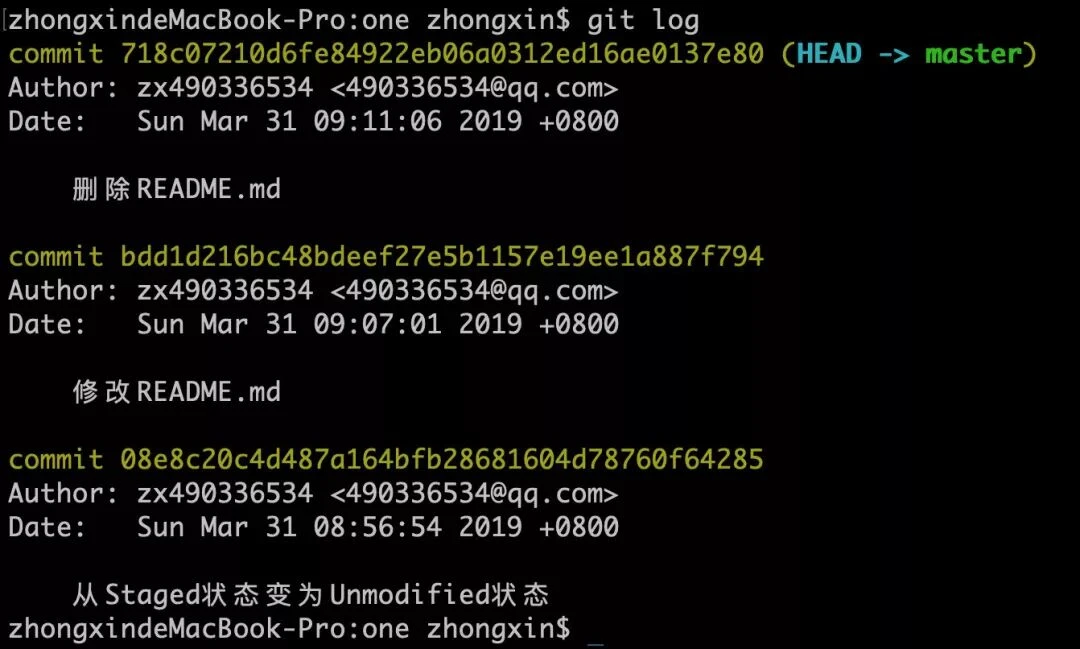 zhongxindeMacBook-Pro:one zhongxin$ git log
commit 718c07210d6fe84922eb06a0312ed16ae0137e80 (HEAD -> master)
Author: zx490336534 <490336534@qq.com>
Date:   Sun Mar 31 09:11:06 2019 +0800
删除README.md
commit bdd1d216bc48bdeef27e5b1157e19ee1a887f794
Author: zx490336534 <490336534@qq.com>
Date:   Sun Mar 31 09:07:01 2019 +0800
修改README.md
commit 08e8c20c4d487a164bfb28681604d78760f64285
Author: zx490336534 <490336534@qq.com>
Date:   Sun Mar 31 08:56:54 2019 +0800
从Staged状态变为Unmodified状态
zhongxindeMacBook-Pro:one zhongxin$ _